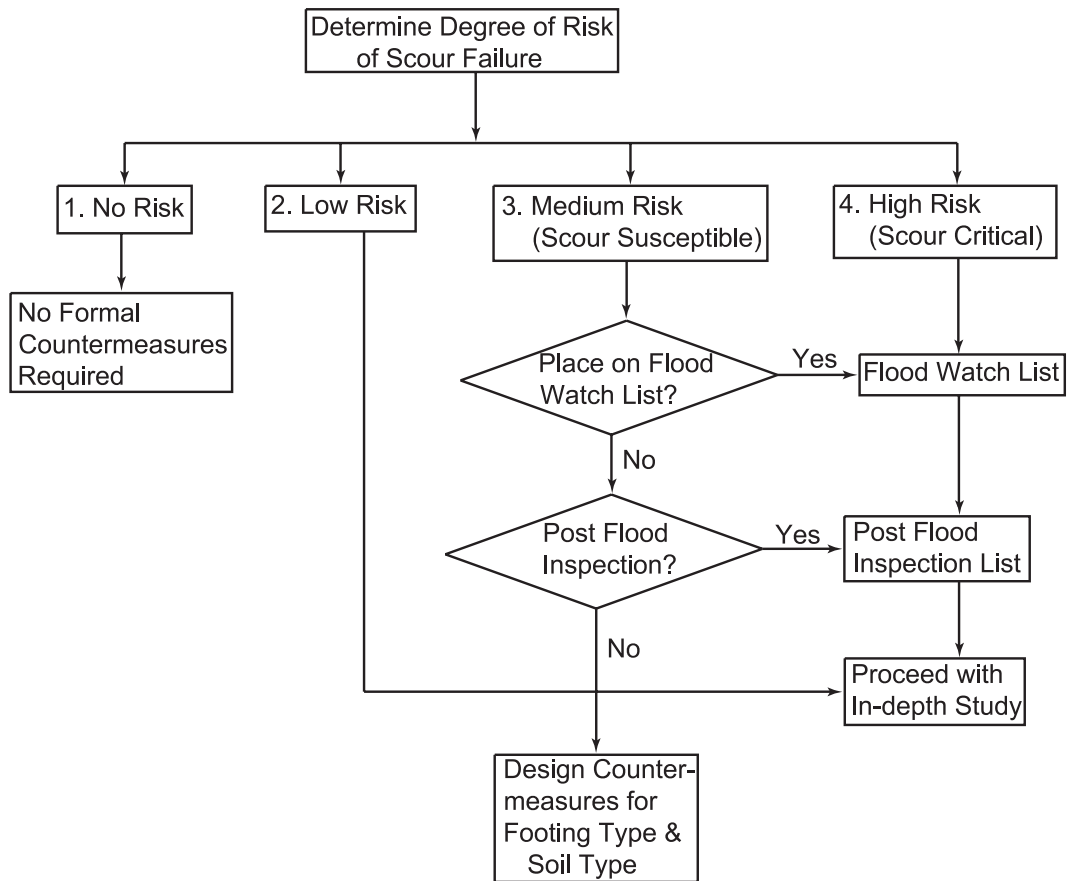 Determine Degree of Risk
of Scour Failure
1. No Risk
2. Low Risk
3. Medium Risk
(Scour Susceptible)
4. High Risk
(Scour Critical)
No Formal
Countermeasures
Required
Place on Flood
Watch List?
Yes
Flood Watch List
No
Post Flood
Inspection?
Yes
Post Flood
Inspection List
No
Proceed with
In-depth Study
Design Counter-
measures for
Footing Type &
Soil Type